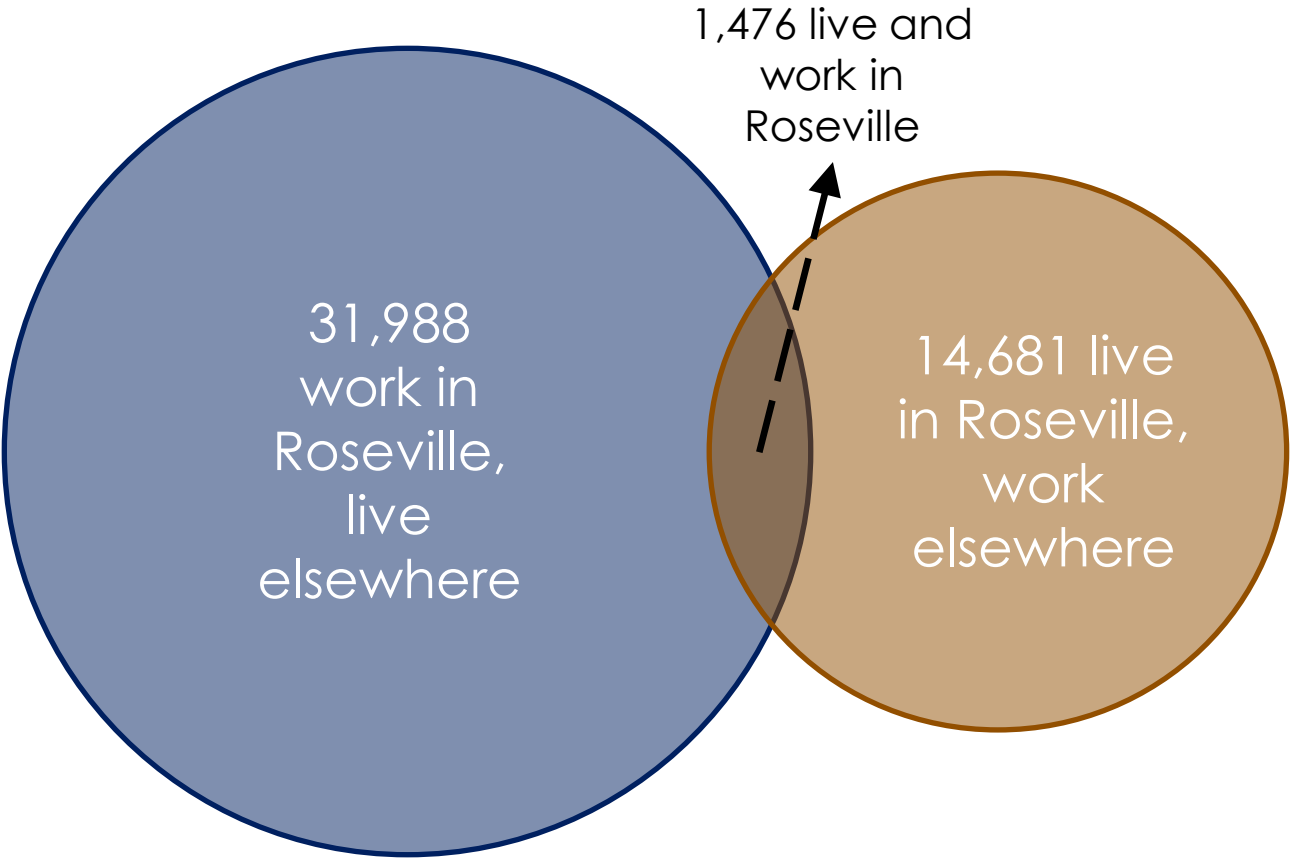 1,476 live and
work in
Roseville
31,988
work in
Roseville,
live
elsewhere
14,681 live
in Roseville,
work
elsewhere